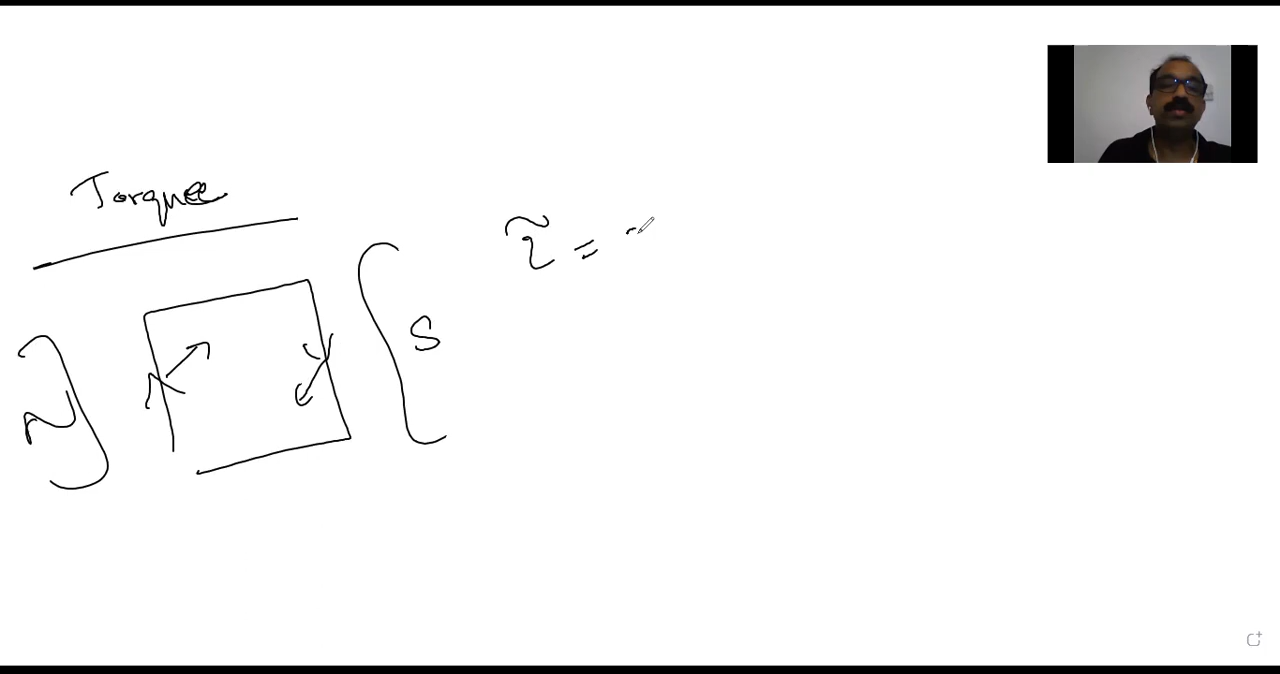 Torque
τ =
N
S